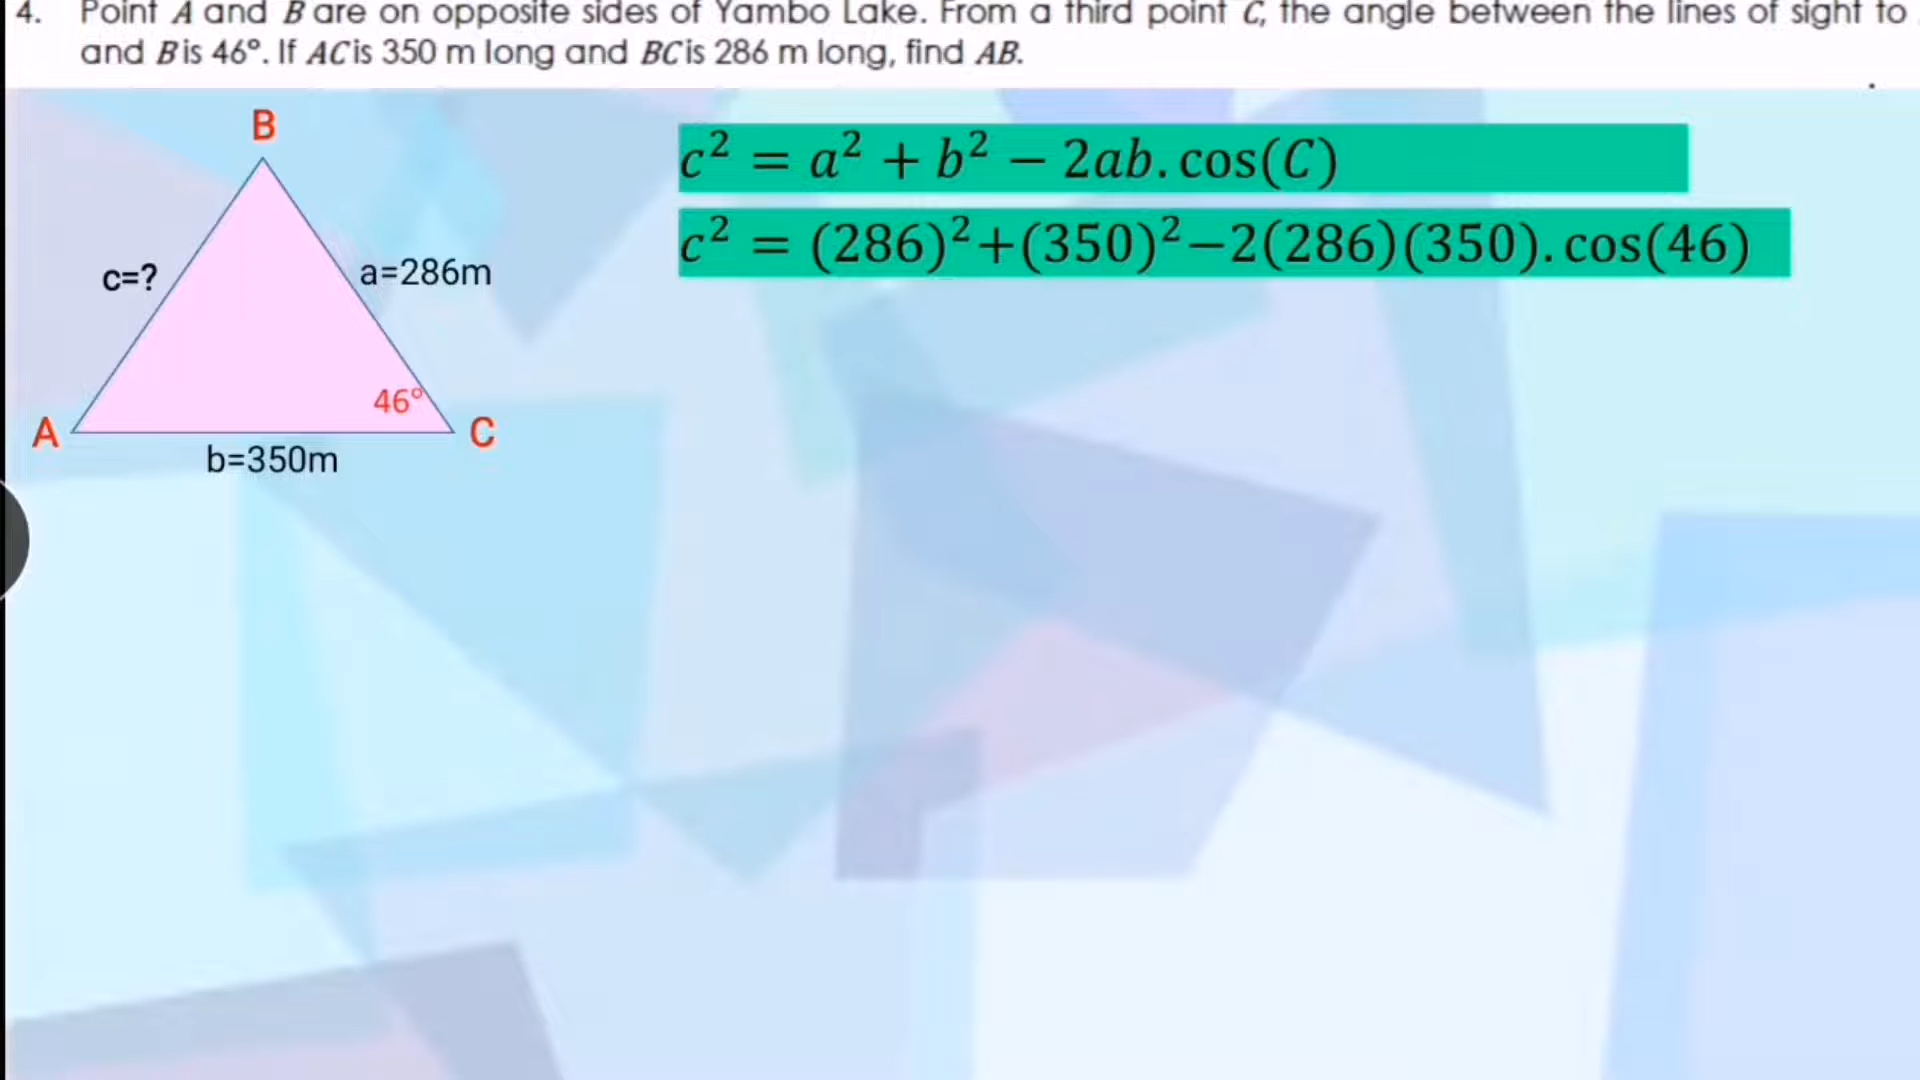 4. Point A and B are on opposite sides of Yambo Lake. From a third point C, the angle between the lines of sight to
and B is 46°. If AC is 350 m long and BC is 286 m long, find AB.
B
c² = a² + b² − 2ab. cos(C)
c² = (286)²+(350)²−2(286)(350). cos(46)
c=?
a=286m
46°
A
C
b=350m